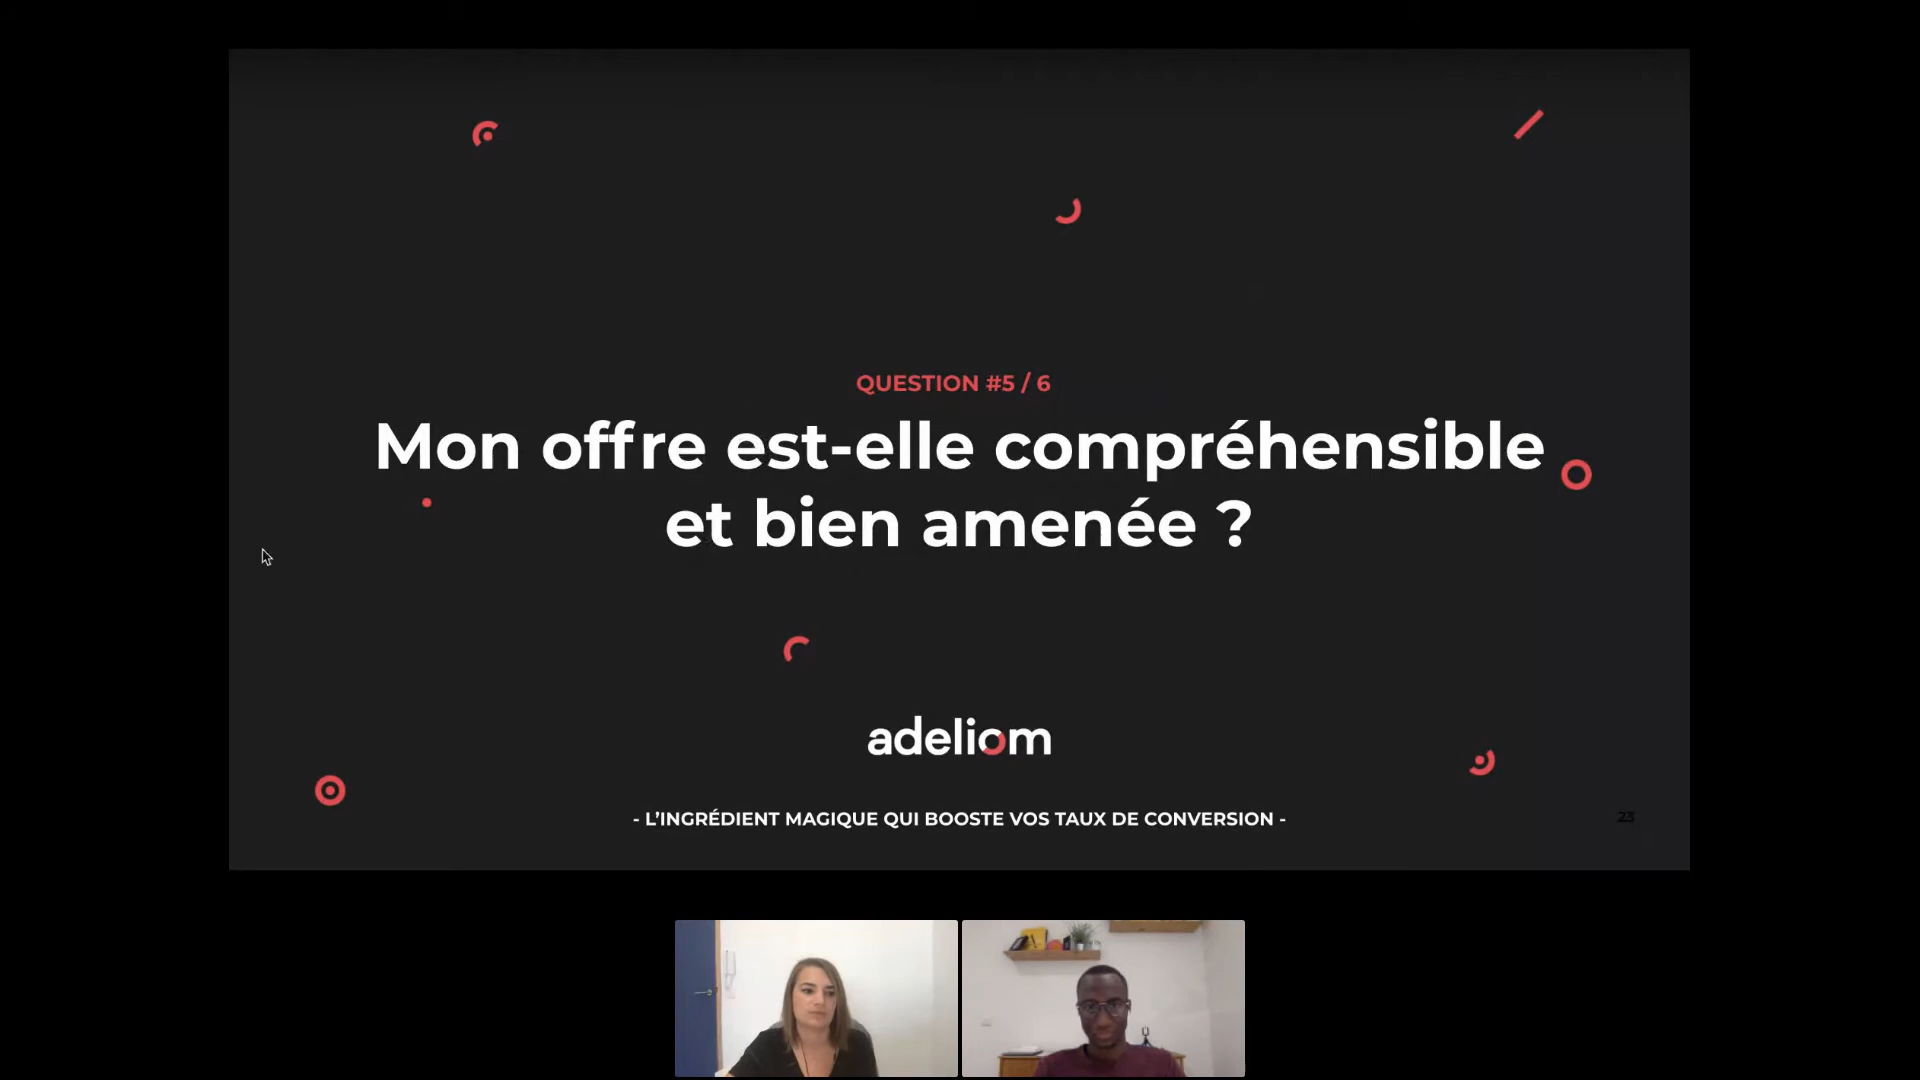 QUESTION #5 / 6
Mon offre est-elle compréhensible
et bien amenée ?
adeliom
- L'INGRÉDIENT MAGIQUE QUI BOOSTE VOS TAUX DE CONVERSION -
23